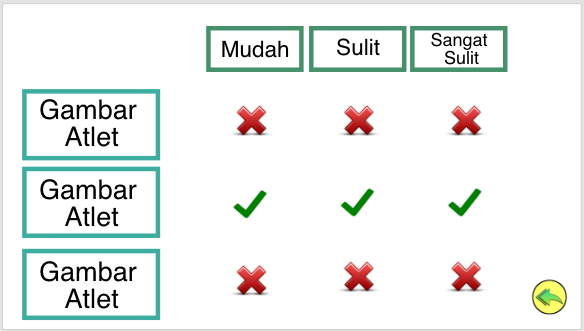 Mudah
Sulit
Sangat
Sulit
Gambar
Atlet
Gambar
Atlet
Gambar
Atlet